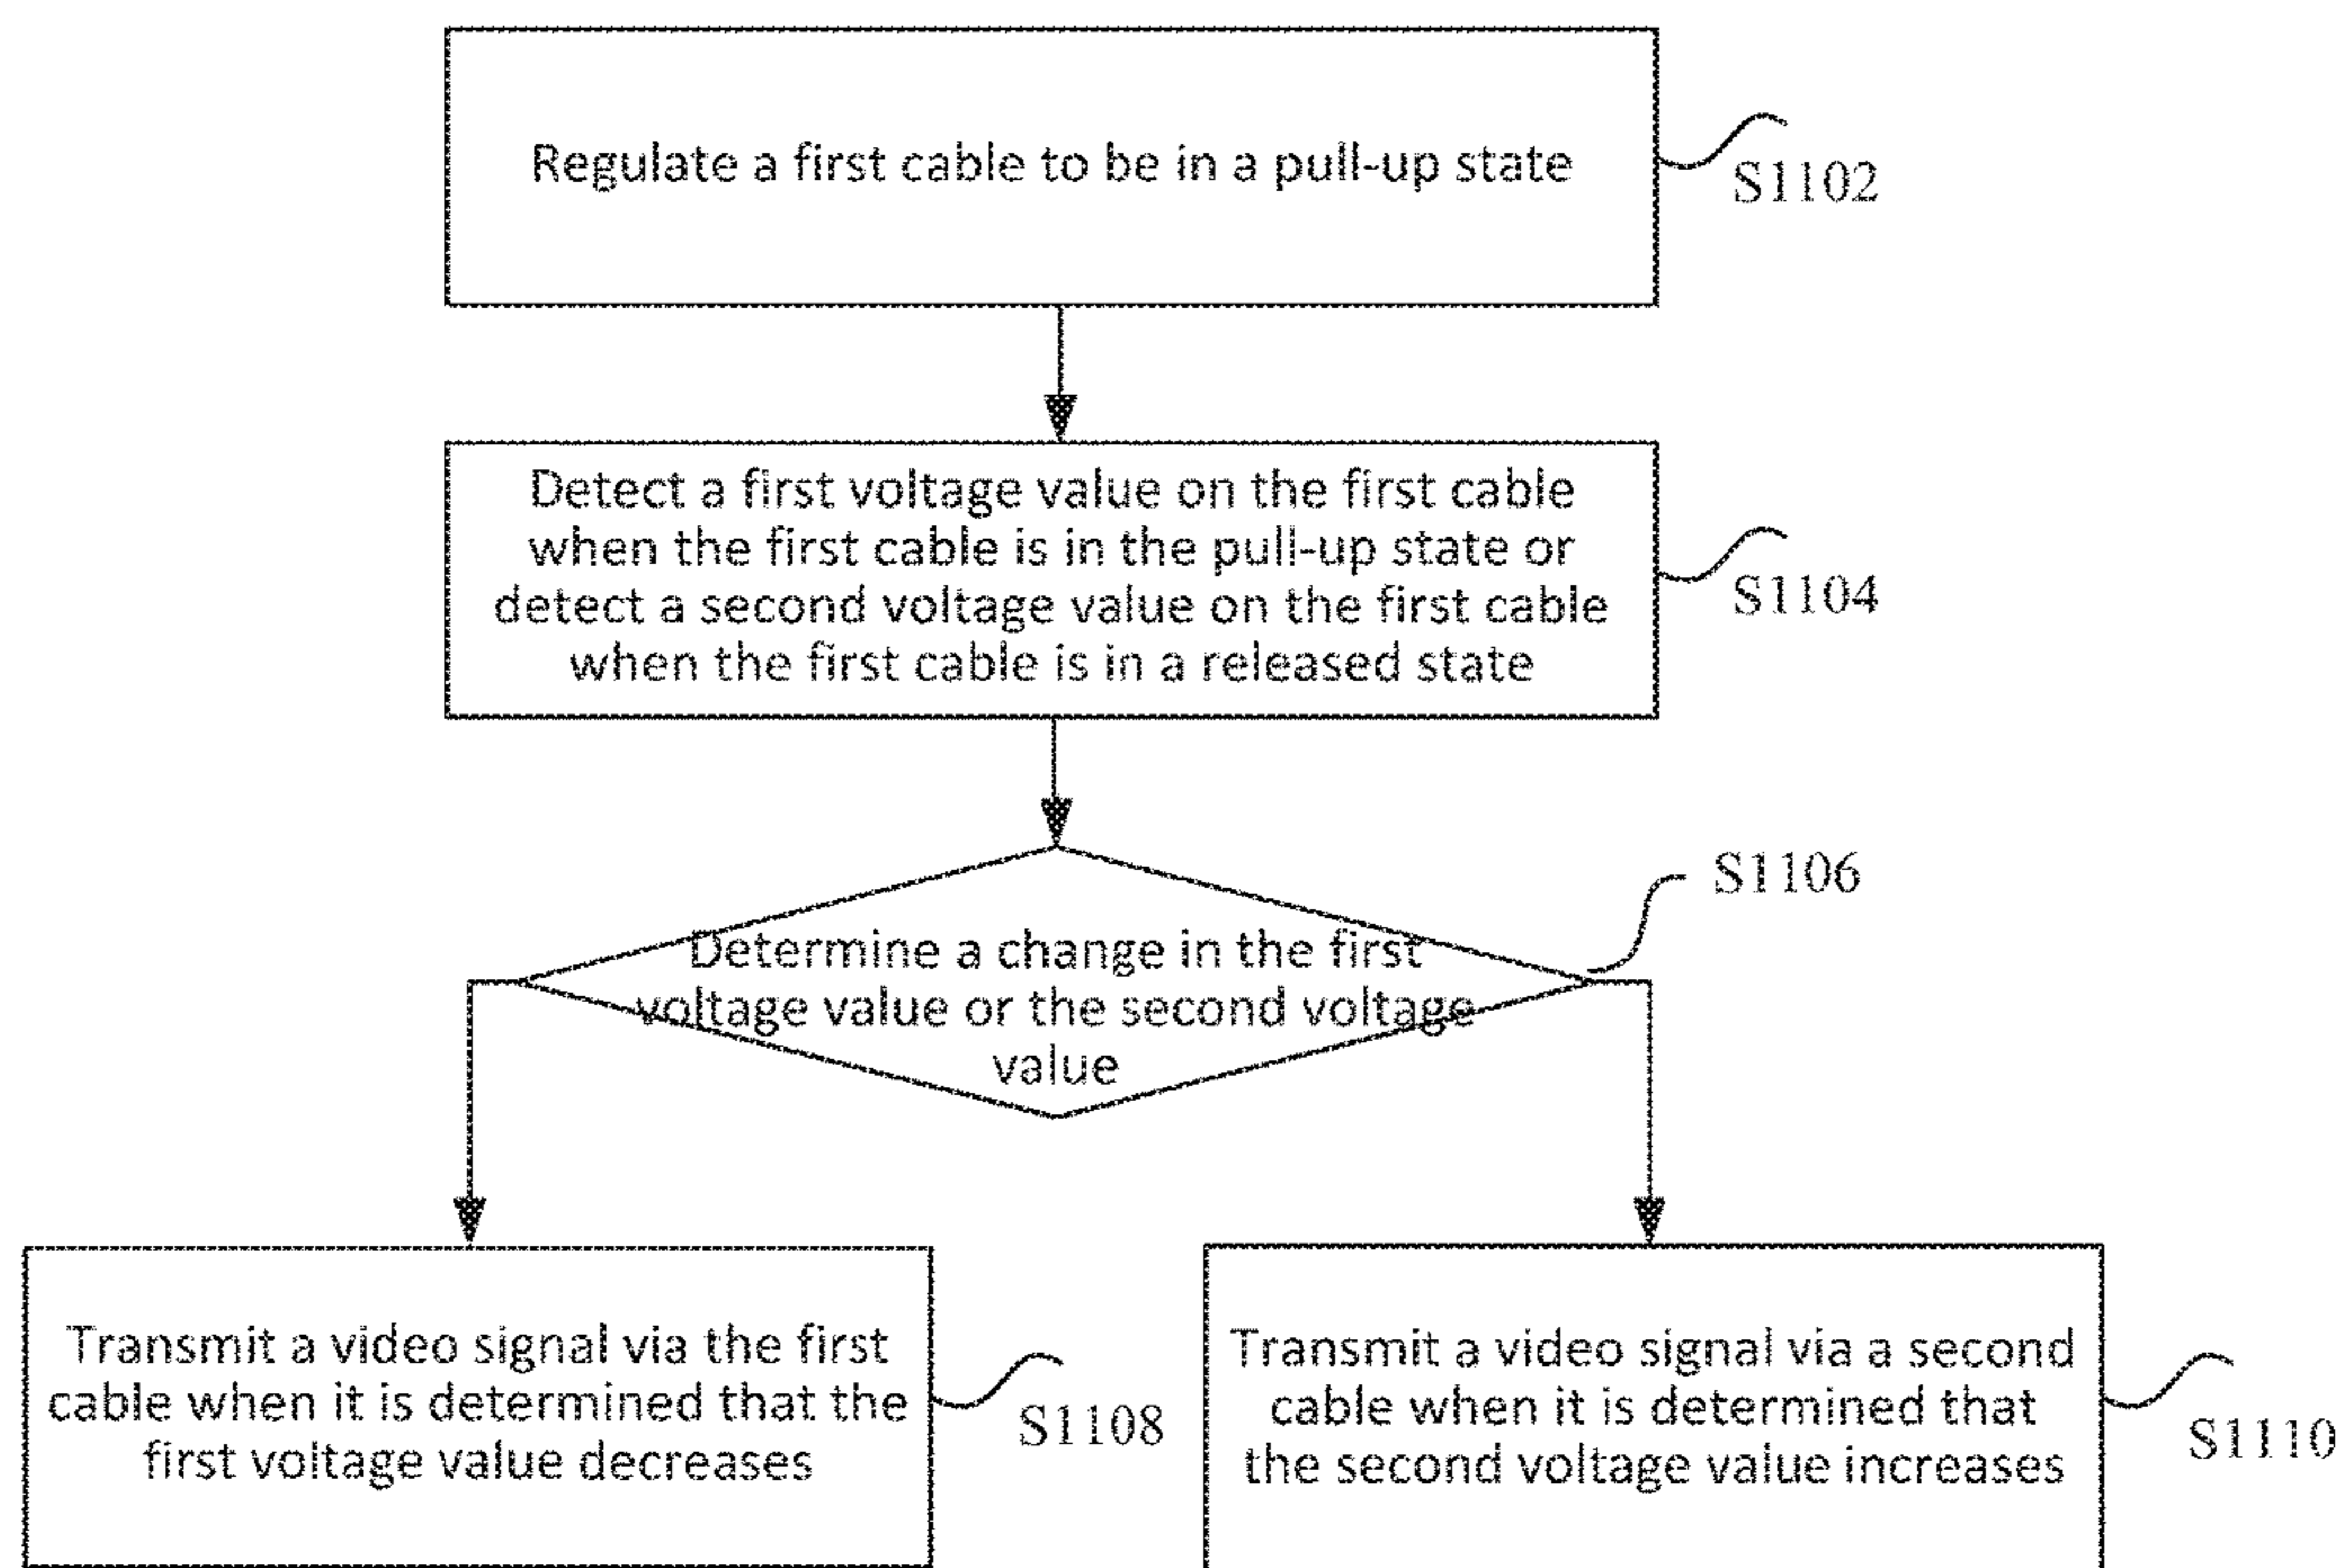 Regulate a first cable to be in a pull-up state
S1102
Detect a first voltage value on the first cable
when the first cable is in the pull-up state or
detect a second voltage value on the first cable
when the first cable is in a released state
S1104
S1106
Determine a change in the first
voltage value or the second voltage
value
Transmit a video signal via the first
cable when it is determined that the
first voltage value decreases
S1108
Transmit a video signal via a second
cable when it is determined that
the second voltage value increases
S1110